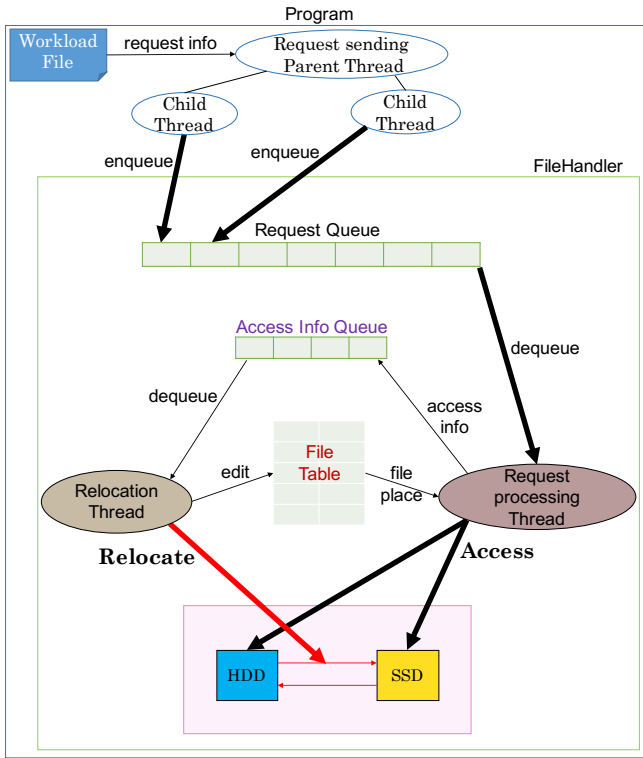 Program
Workload
File
request info
Request sending
Parent Thread
Child
Thread
Child
Thread
enqueue
enqueue
FileHandler
Request Queue
Access Info Queue
dequeue
dequeue
access
info
File
Table
edit
file
place
Relocation
Thread
Request
processing
Thread
Relocate
Access
HDD
SSD